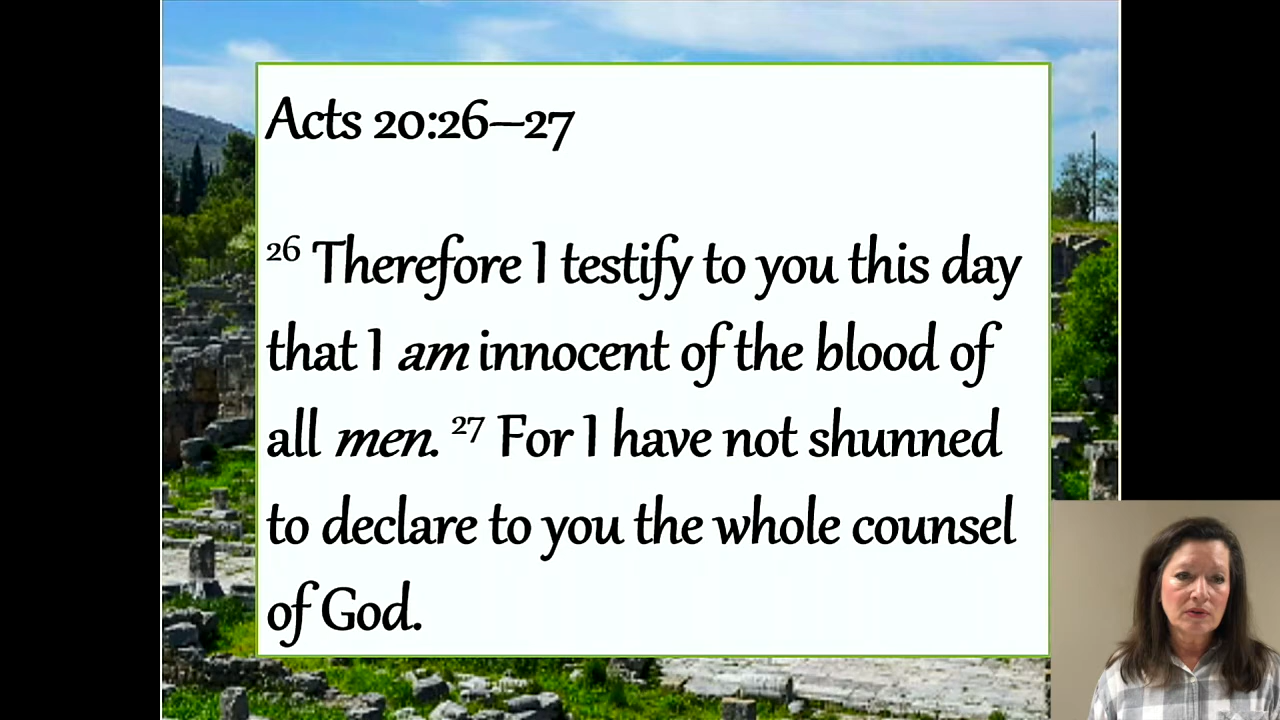 Acts 20:26–27
26 Therefore I testify to you this day
that I am innocent of the blood of
all men. 27 For I have not shunned
to declare to you the whole counsel
of God.